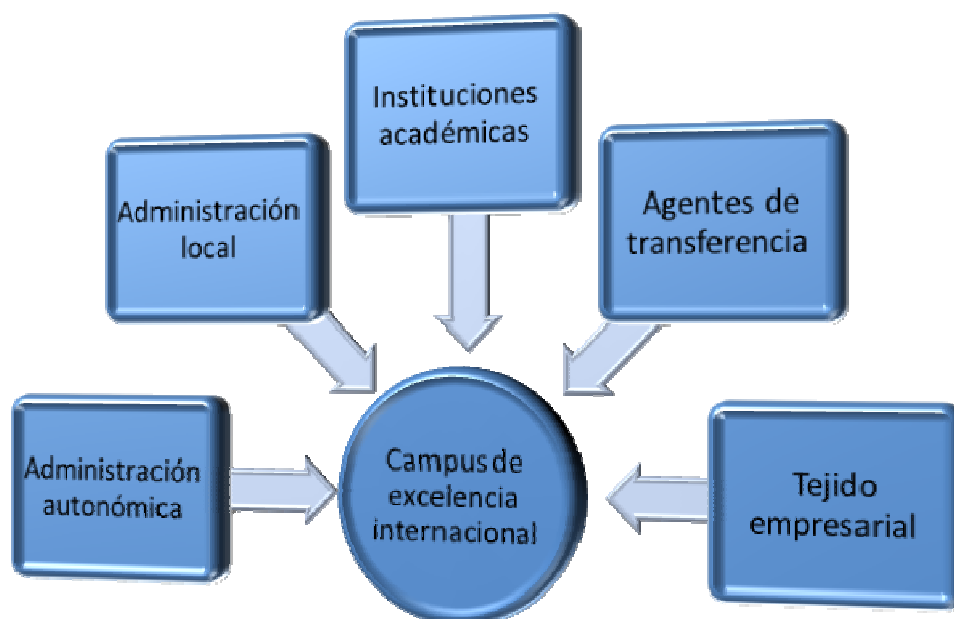 Instituciones
académicas
Administración
local
Agentes de
transferencia
Administración
autonómica
Campus de
excelencia
internacional
Tejido
empresarial